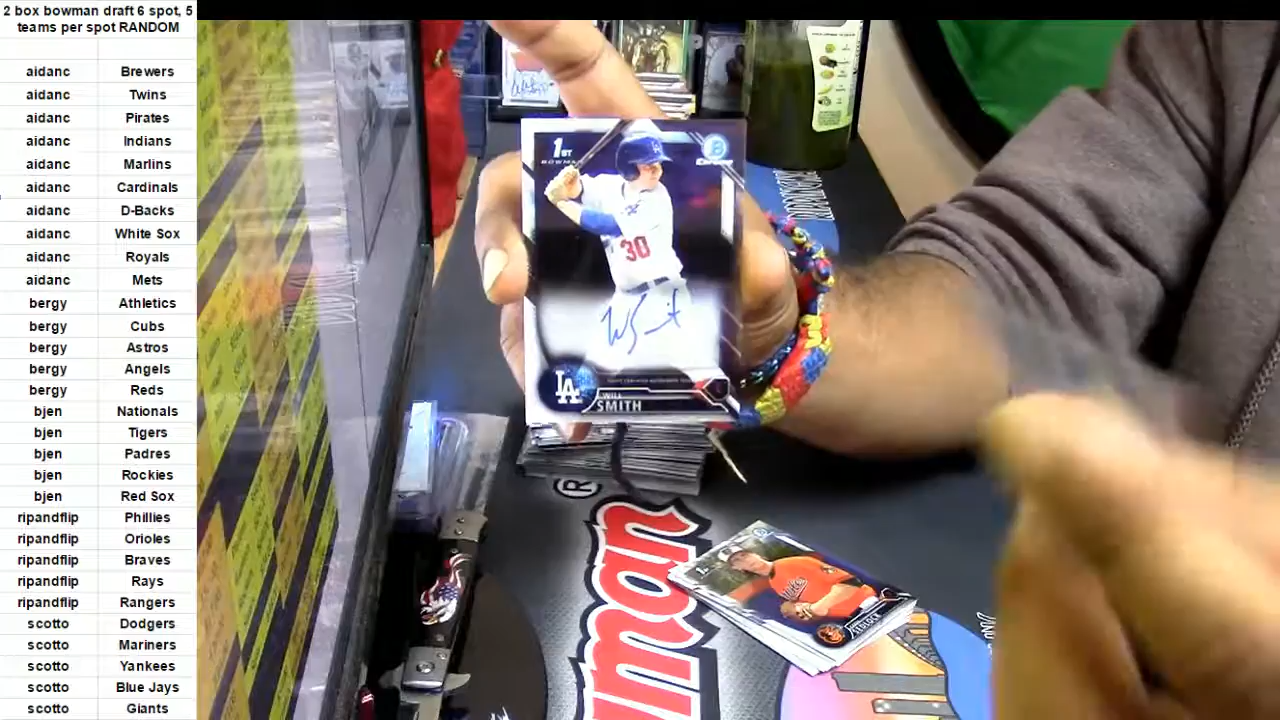 2 box bowman draft 6 spot, 5
teams per spot RANDOM
aidanc Brewers
aidanc Twins
aidanc Pirates
aidanc Indians
aidanc Marlins
aidanc Cardinals
aidanc D-Backs
aidanc White Sox
aidanc Royals
aidanc Mets
bergy Athletics
bergy Cubs
bergy Astros
bergy Angels
bergy Reds
bjen Nationals
bjen Tigers
bjen Padres
bjen Rockies
bjen Red Sox
ripandflip Phillies
ripandflip Orioles
ripandflip Braves
ripandflip Rays
ripandflip Rangers
scotto Dodgers
scotto Mariners
scotto Yankees
scotto Blue Jays
scotto Giants
1ST
BOWMAN
B
Chrome
LA
30
W Smit
LA
WILL
SMITH
®
man